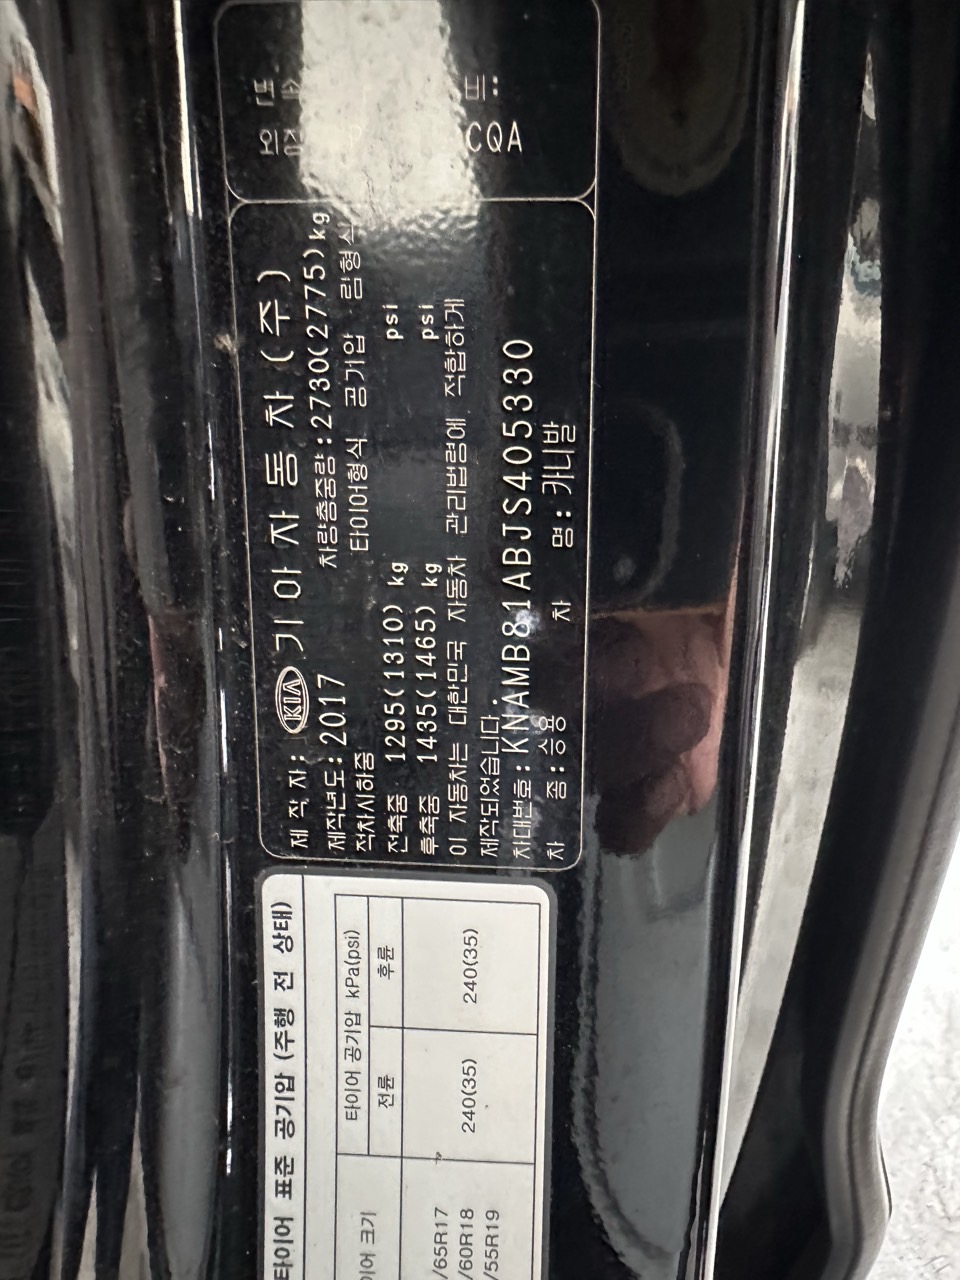 제 작 자: KIA 기 아 자 동 차 (주)
제작년도: 2017 차량총중량:2730(2775)kg
적차시하중 타이어형식 공기압 림형식
전축중 1295(1310) kg psi
후축중 1435(1465) kg psi
이 자동차는 대한민국 자동차 관리법령에 적합하게
제작되었습니다.
차대번호:KNAMB81ABJS405330
차 종:승용 차 명:카니발
비:
외장
CQA
타이어 표준 공기압 (주행 전 상태)
이어 크기
타이어 공기압 kPa(psi)
전륜 후륜
/65R17
/60R18 240(35) 240(35)
/55R19